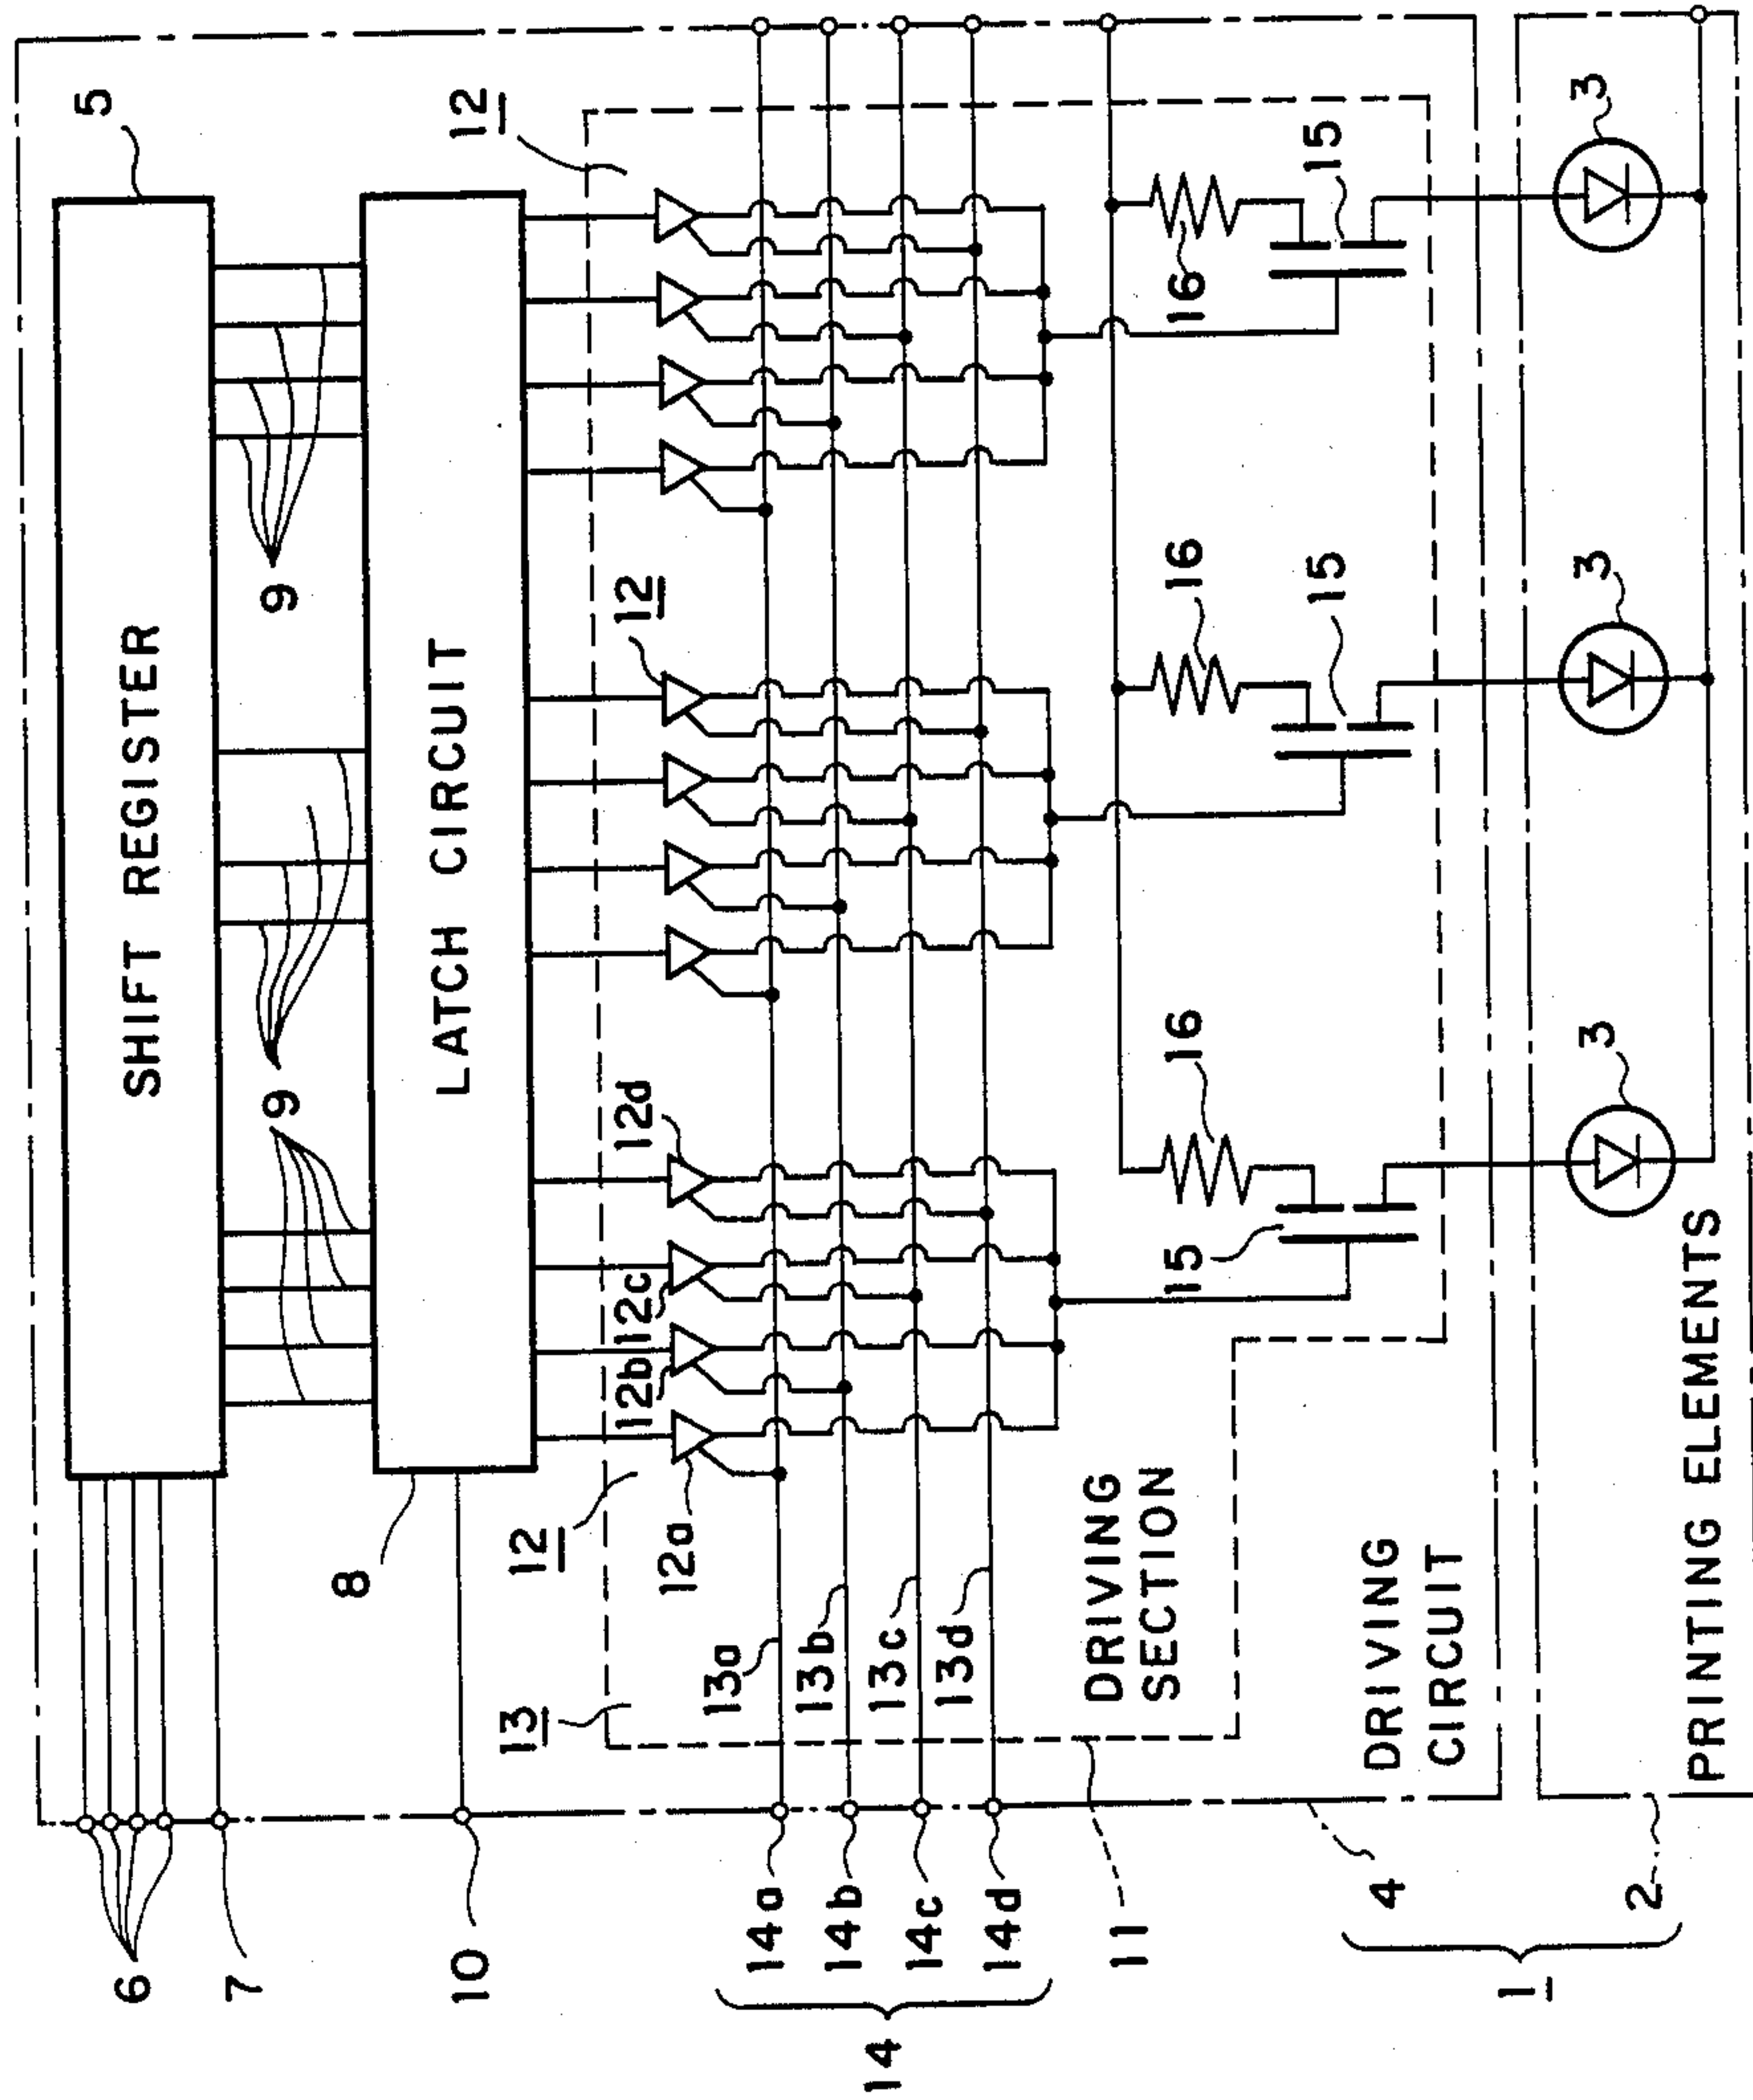 SHIFT REGISTER
5
6
7
9
9
9
LATCH CIRCUIT
8
10
12
12
12
12a
12b
12c
12d
13
13a
13b
13c
13d
14
14a
14b
14c
14d
DRIVING
SECTION
11
16
16
16
15
15
15
DRIVING
CIRCUIT
4
3
3
3
PRINTING ELEMENTS
2
1